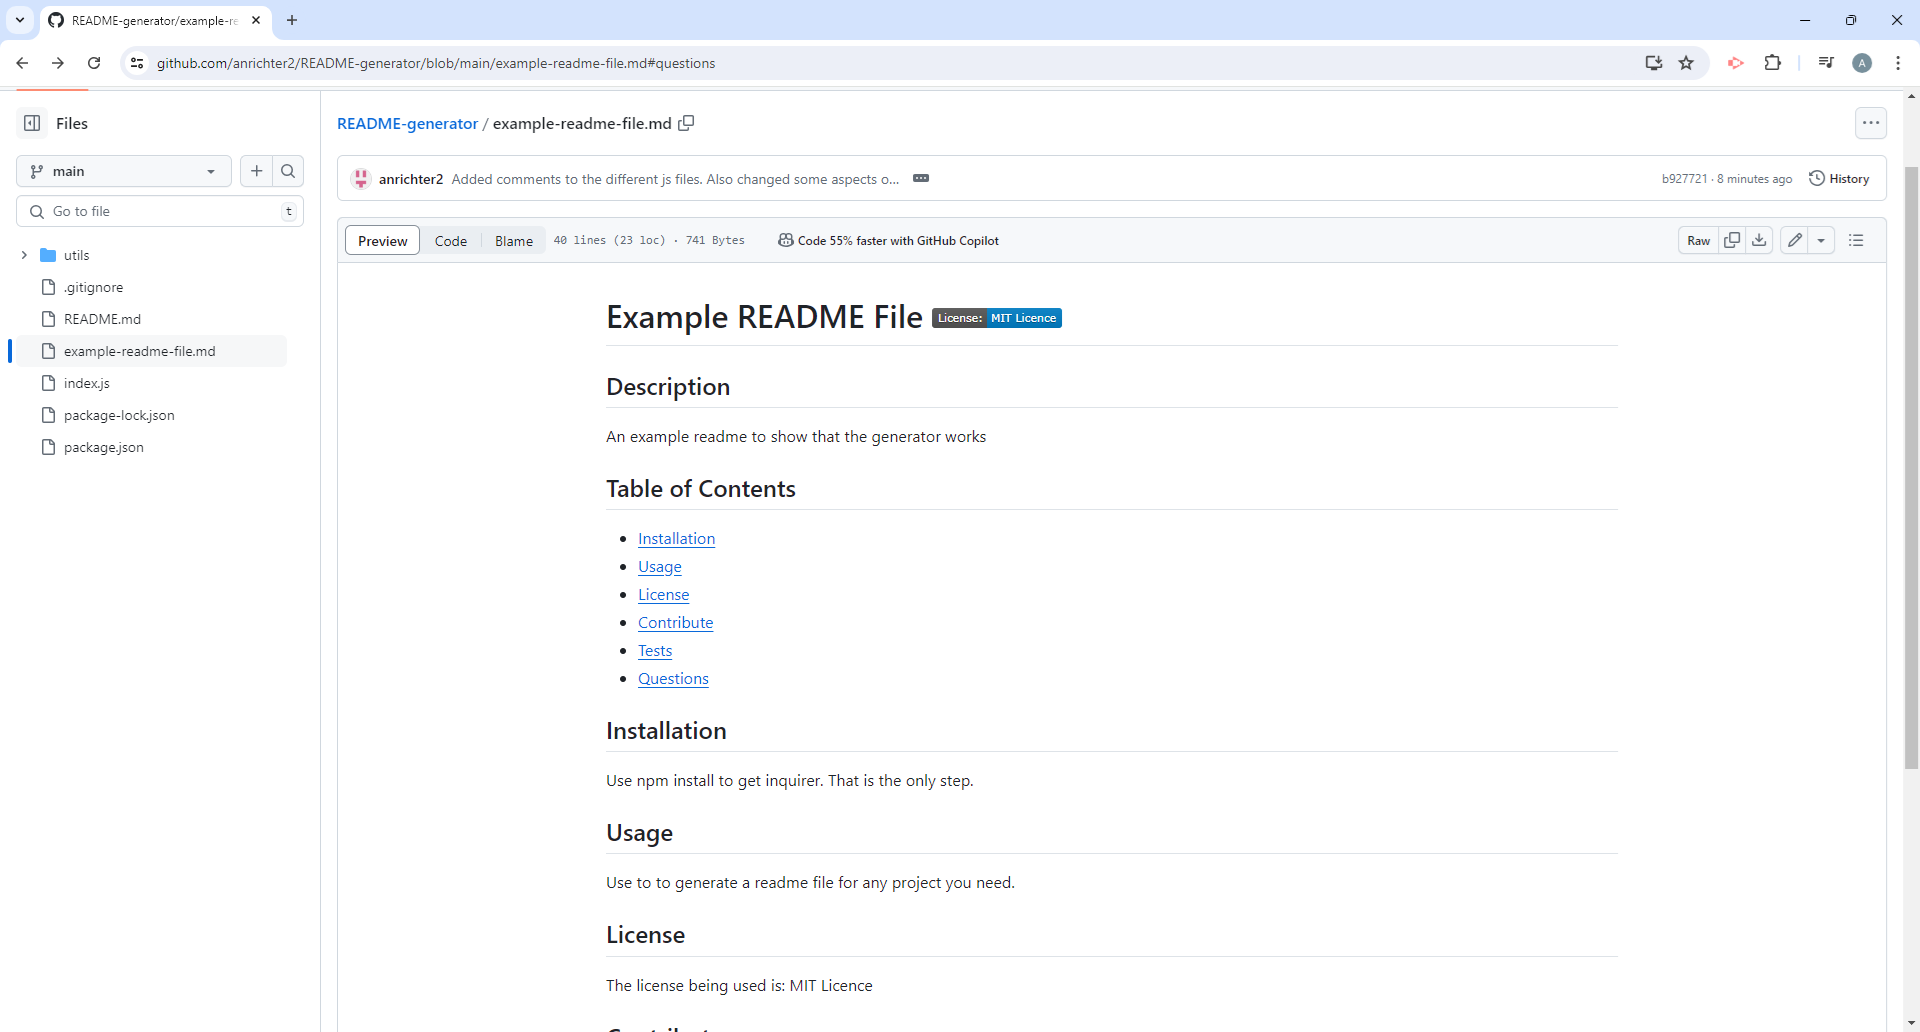 README-generator/example-re
github.com/anrichter2/README-generator/blob/main/example-readme-file.md#questions
A
Files
README-generator / example-readme-file.md
main
anrichter2 Added comments to the different js files. Also changed some aspects o...
b927721 · 8 minutes ago
History
Go to file
t
Preview
Code
Blame
40 lines (23 loc) · 741 Bytes
Code 55% faster with GitHub Copilot
Raw
utils
.gitignore
README.md
example-readme-file.md
index.js
package-lock.json
package.json
Example README File
License: MIT Licence
Description
An example readme to show that the generator works
Table of Contents
• Installation
• Usage
• License
• Contribute
• Tests
• Questions
Installation
Use npm install to get inquirer. That is the only step.
Usage
Use to to generate a readme file for any project you need.
License
The license being used is: MIT Licence